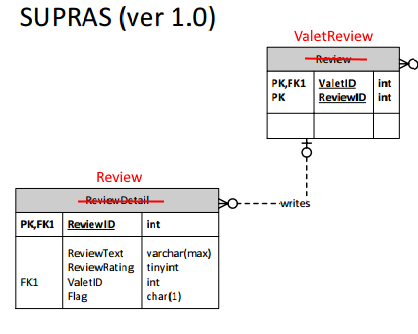 SUPRAS (ver 1.0)
ValetReview
Review
PK,FK1 ValetID int
PK ReviewID int
Review
ReviewDetail
writes
PK,FK1 ReviewID int
ReviewText varchar(max)
ReviewRating tinyint
FK1 ValetID int
Flag char(1)